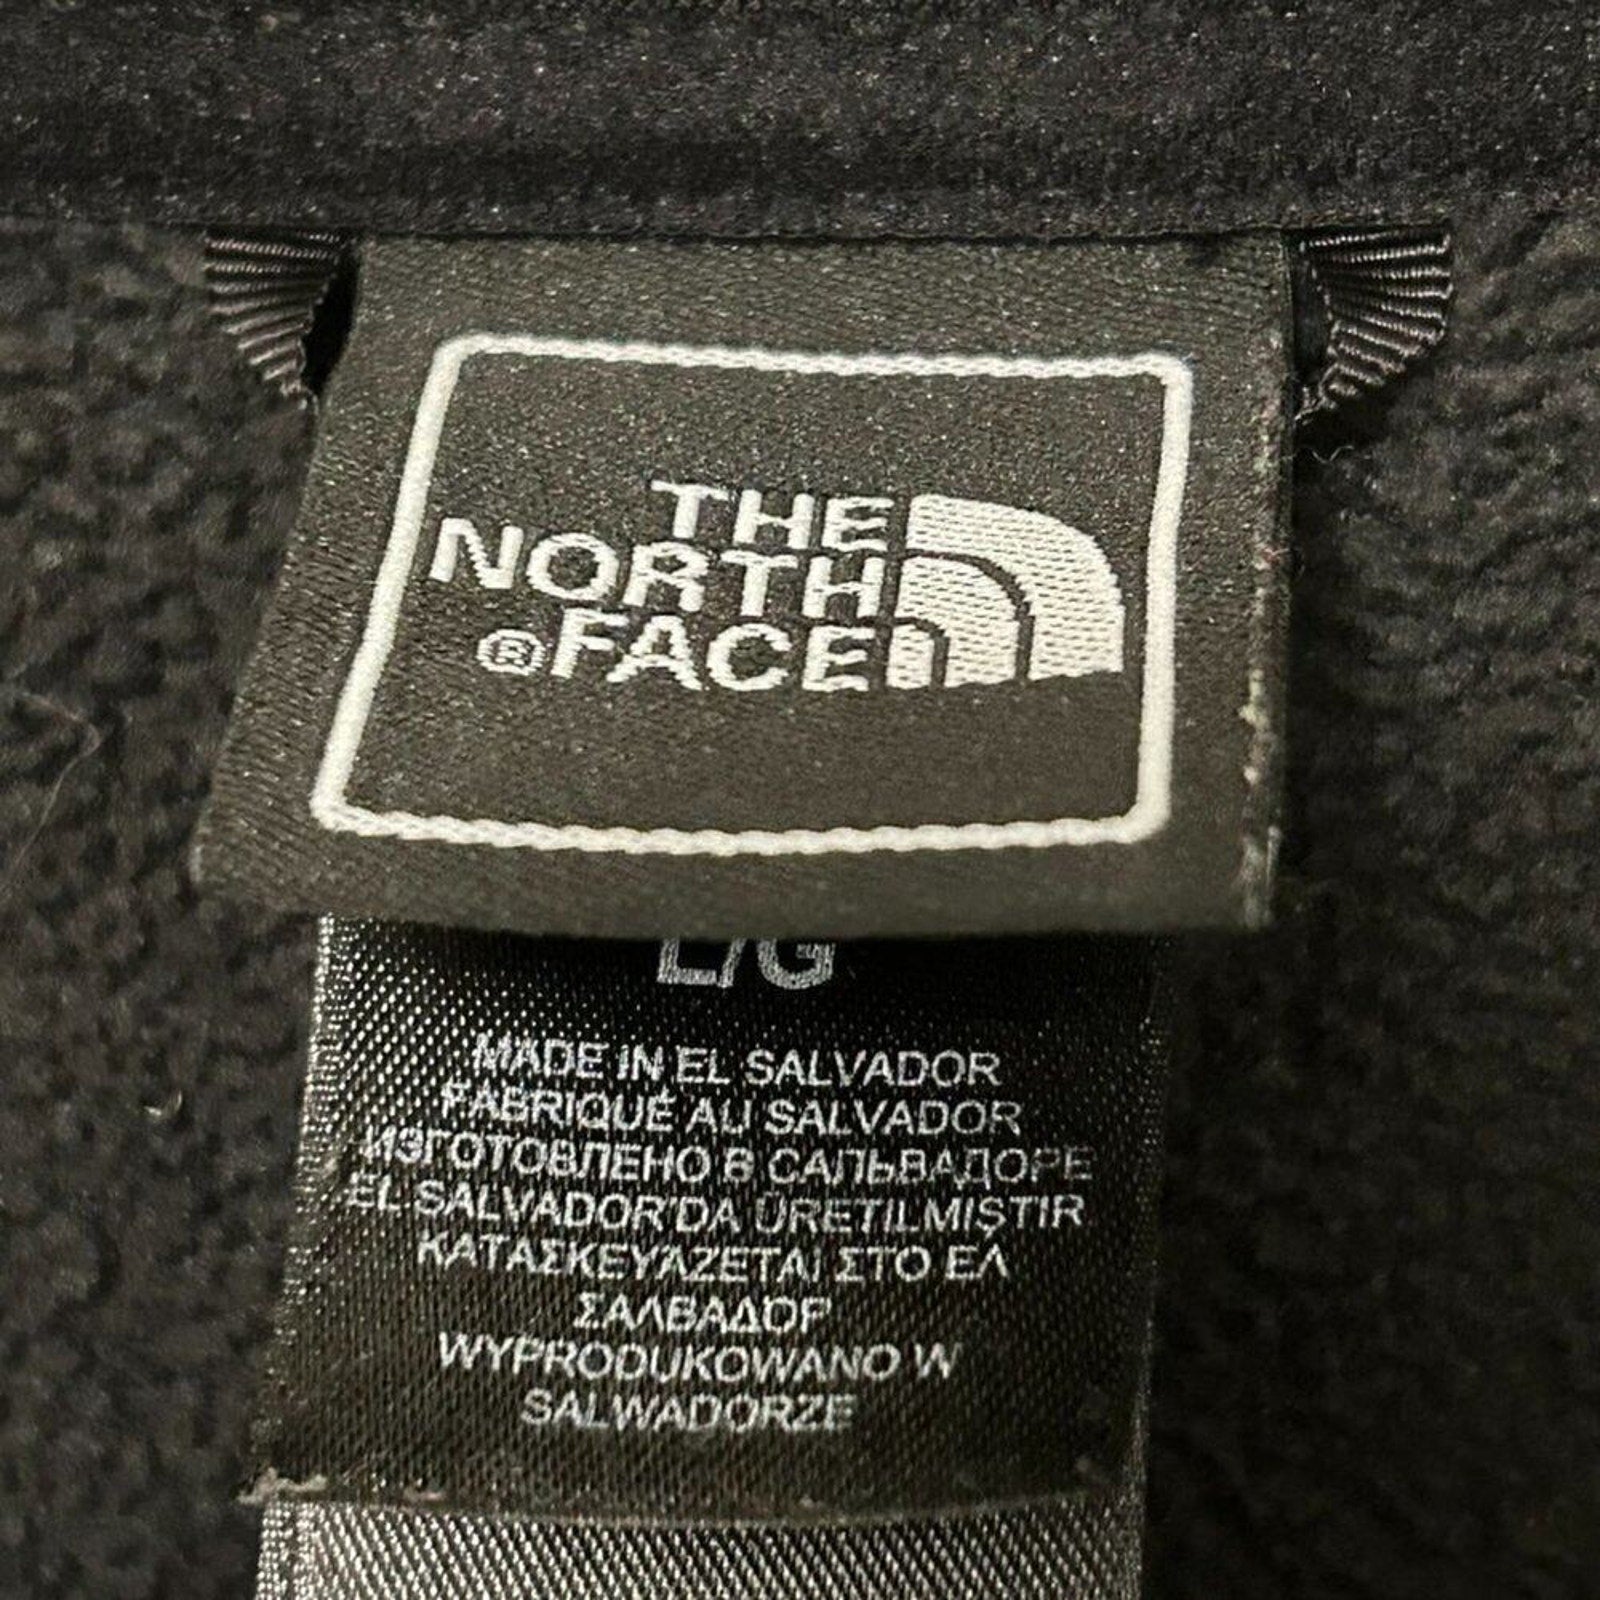 THE
NORTH
®FACE
L/G
MADE IN EL SALVADOR
FABRIQUÉ AU SALVADOR
ИЗГОТОВЛЕНО В САЛЬВАДОРЕ
EL SALVADOR'DA ÜRETILMIŞTIR
ΚΑΤΑΣΚΕΥΑΖΕΤΑΙ ΣΤΟ ΕΛ
ΣΑΛΒΑΔΟΡ
WYPRODUKOWANO W
SALWADORZE